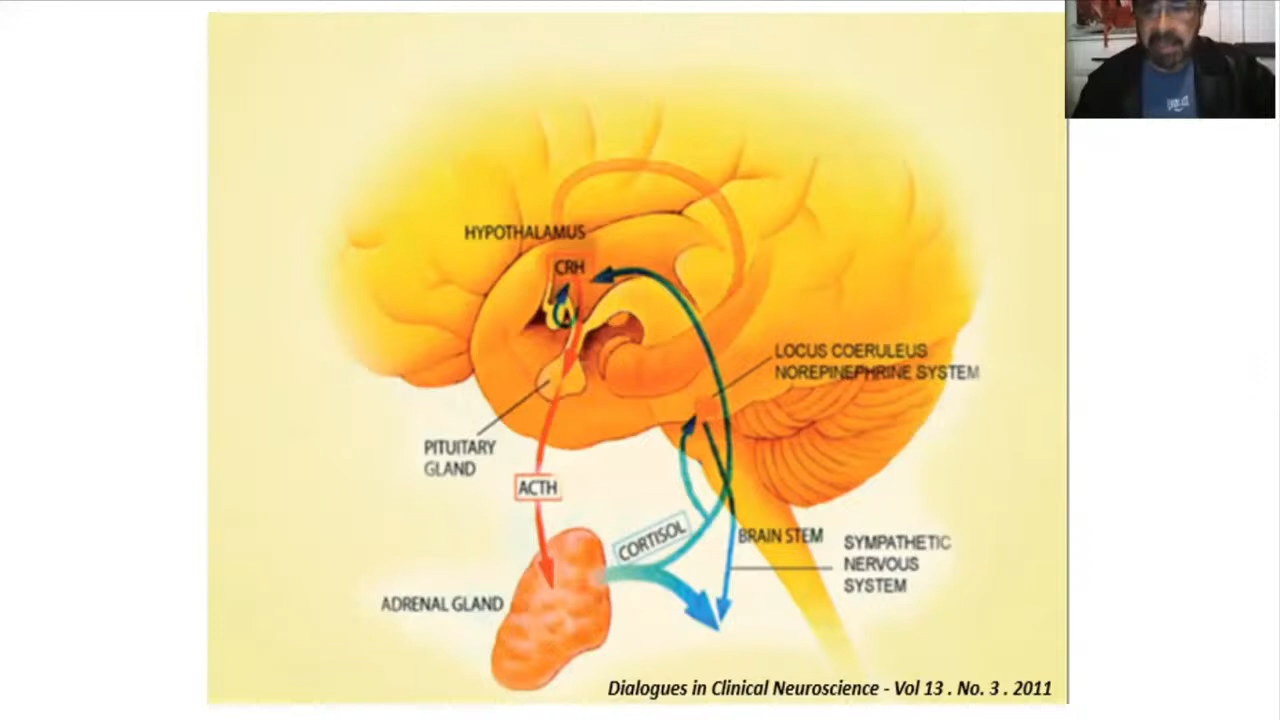 HYPOTHALAMUS
CRH
LOCUS COERULEUS
NOREPINEPHRINE SYSTEM
PITUITARY
GLAND
ACTH
CORTISOL
BRAIN STEM
SYMPATHETIC
NERVOUS
SYSTEM
ADRENAL GLAND
Dialogues in Clinical Neuroscience - Vol 13 . No. 3 . 2011